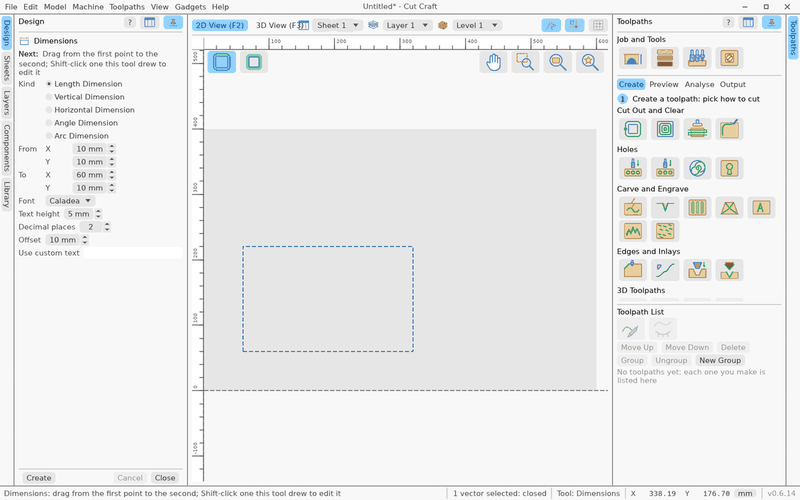 File Edit Model Machine Toolpaths View Gadgets Help
Untitled* - Cut Craft
Design
Sheets
Layers
Components
Library
Design
?
Dimensions
Next: Drag from the first point to the
second; Shift-click one this tool drew to
edit it
Kind Length Dimension
Vertical Dimension
Horizontal Dimension
Angle Dimension
Arc Dimension
From X 10 mm
Y 10 mm
To X 60 mm
Y 10 mm
Font Caladea
Text height 5 mm
Decimal places 2
Offset 10 mm
Use custom text
Create Cancel Close
2D View (F2) 3D View (F3) Sheet 1 Layer 1 Level 1
0 100 200 300 400 500 600
500
400
300
200
100
0
-100
Toolpaths
?
Job and Tools
Create Preview Analyse Output
1 Create a toolpath: pick how to cut
Cut Out and Clear
Holes
Carve and Engrave
A
Edges and Inlays
3D Toolpaths
Toolpath List
Move Up Move Down Delete
Group Ungroup New Group
No toolpaths yet: each one you make is
listed here
Toolpaths
Dimensions: drag from the first point to the second; Shift-click one this tool drew to edit it
1 vector selected: closed
Tool: Dimensions
X 338.19 Y 176.70 mm
v0.6.14